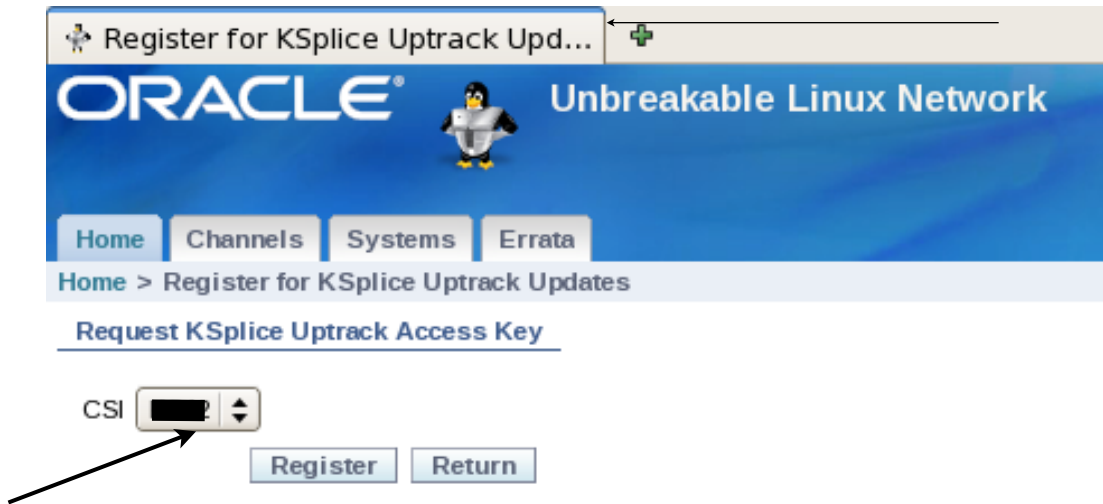 Register for KSplice Uptrack Upd...
ORACLE® Unbreakable Linux Network
Home Channels Systems Errata
Home > Register for KSplice Uptrack Updates
Request KSplice Uptrack Access Key
CSI
Register Return